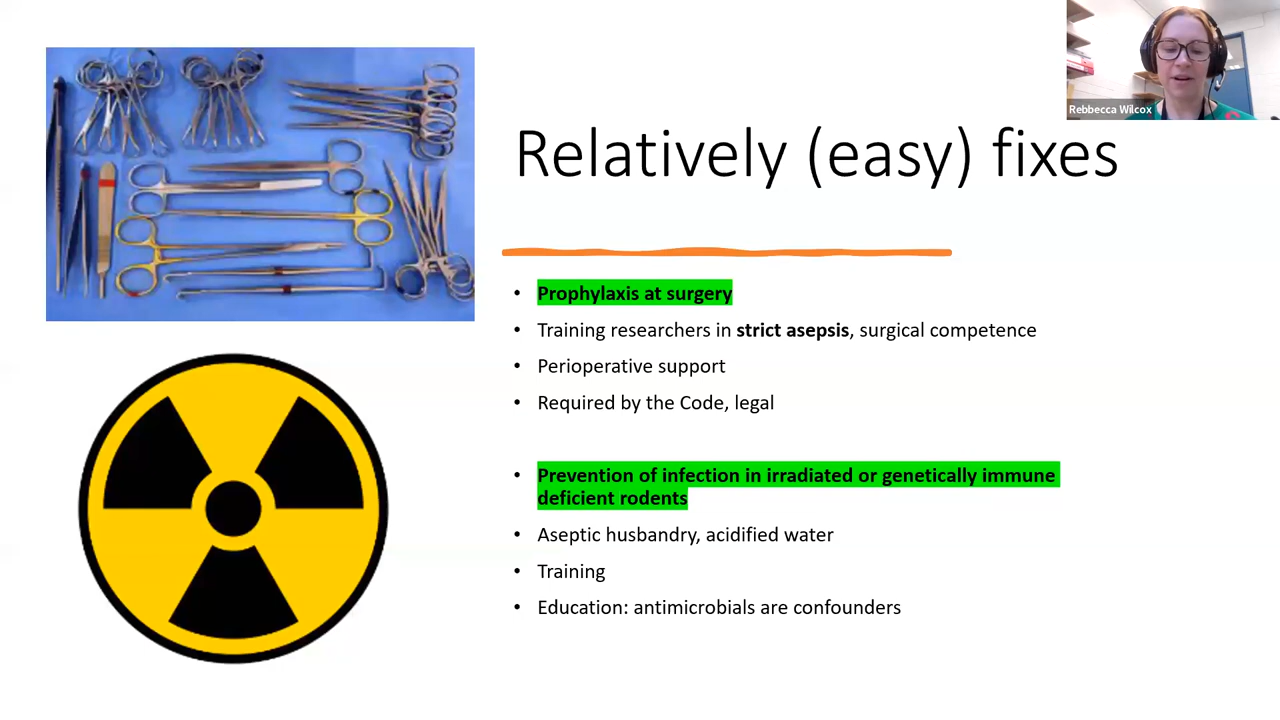 Rebbecca Wilcox
Relatively (easy) fixes
• Prophylaxis at surgery
• Training researchers in strict asepsis, surgical competence
• Perioperative support
• Required by the Code, legal
• Prevention of infection in irradiated or genetically immune
deficient rodents
• Aseptic husbandry, acidified water
• Training
• Education: antimicrobials are confounders